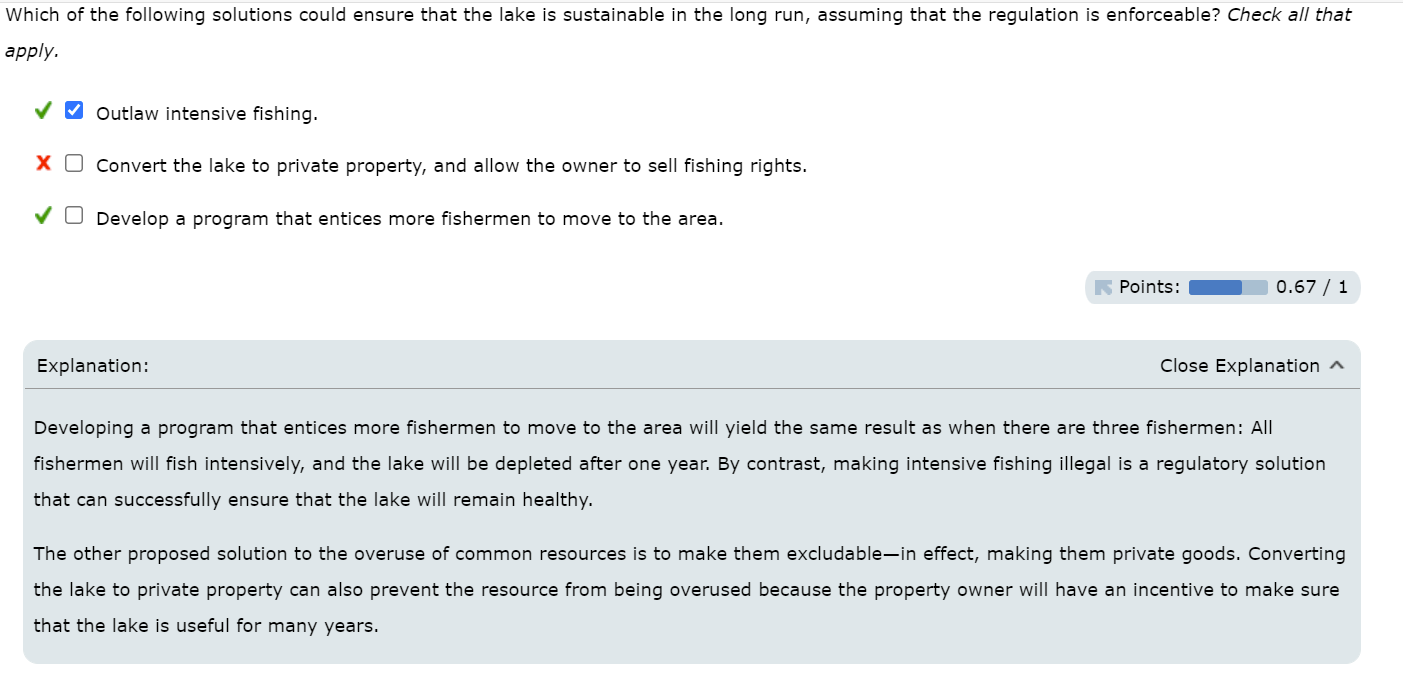 Which of the following solutions could ensure that the lake is sustainable in the long run, assuming that the regulation is enforceable? Check all that
apply.
Outlaw intensive fishing.
Convert the lake to private property, and allow the owner to sell fishing rights.
Develop a program that entices more fishermen to move to the area.
Points: 0.67 / 1
Explanation: Close Explanation
Developing a program that entices more fishermen to move to the area will yield the same result as when there are three fishermen: All
fishermen will fish intensively, and the lake will be depleted after one year. By contrast, making intensive fishing illegal is a regulatory solution
that can successfully ensure that the lake will remain healthy.
The other proposed solution to the overuse of common resources is to make them excludable—in effect, making them private goods. Converting
the lake to private property can also prevent the resource from being overused because the property owner will have an incentive to make sure
that the lake is useful for many years.